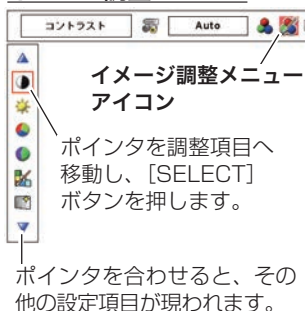 コントラスト
Auto
イメージ調整メニュー
アイコン
ポインタを調整項目へ
移動し、[SELECT]
ボタンを押します。
ポインタを合わせると、その
他の設定項目が現われます。